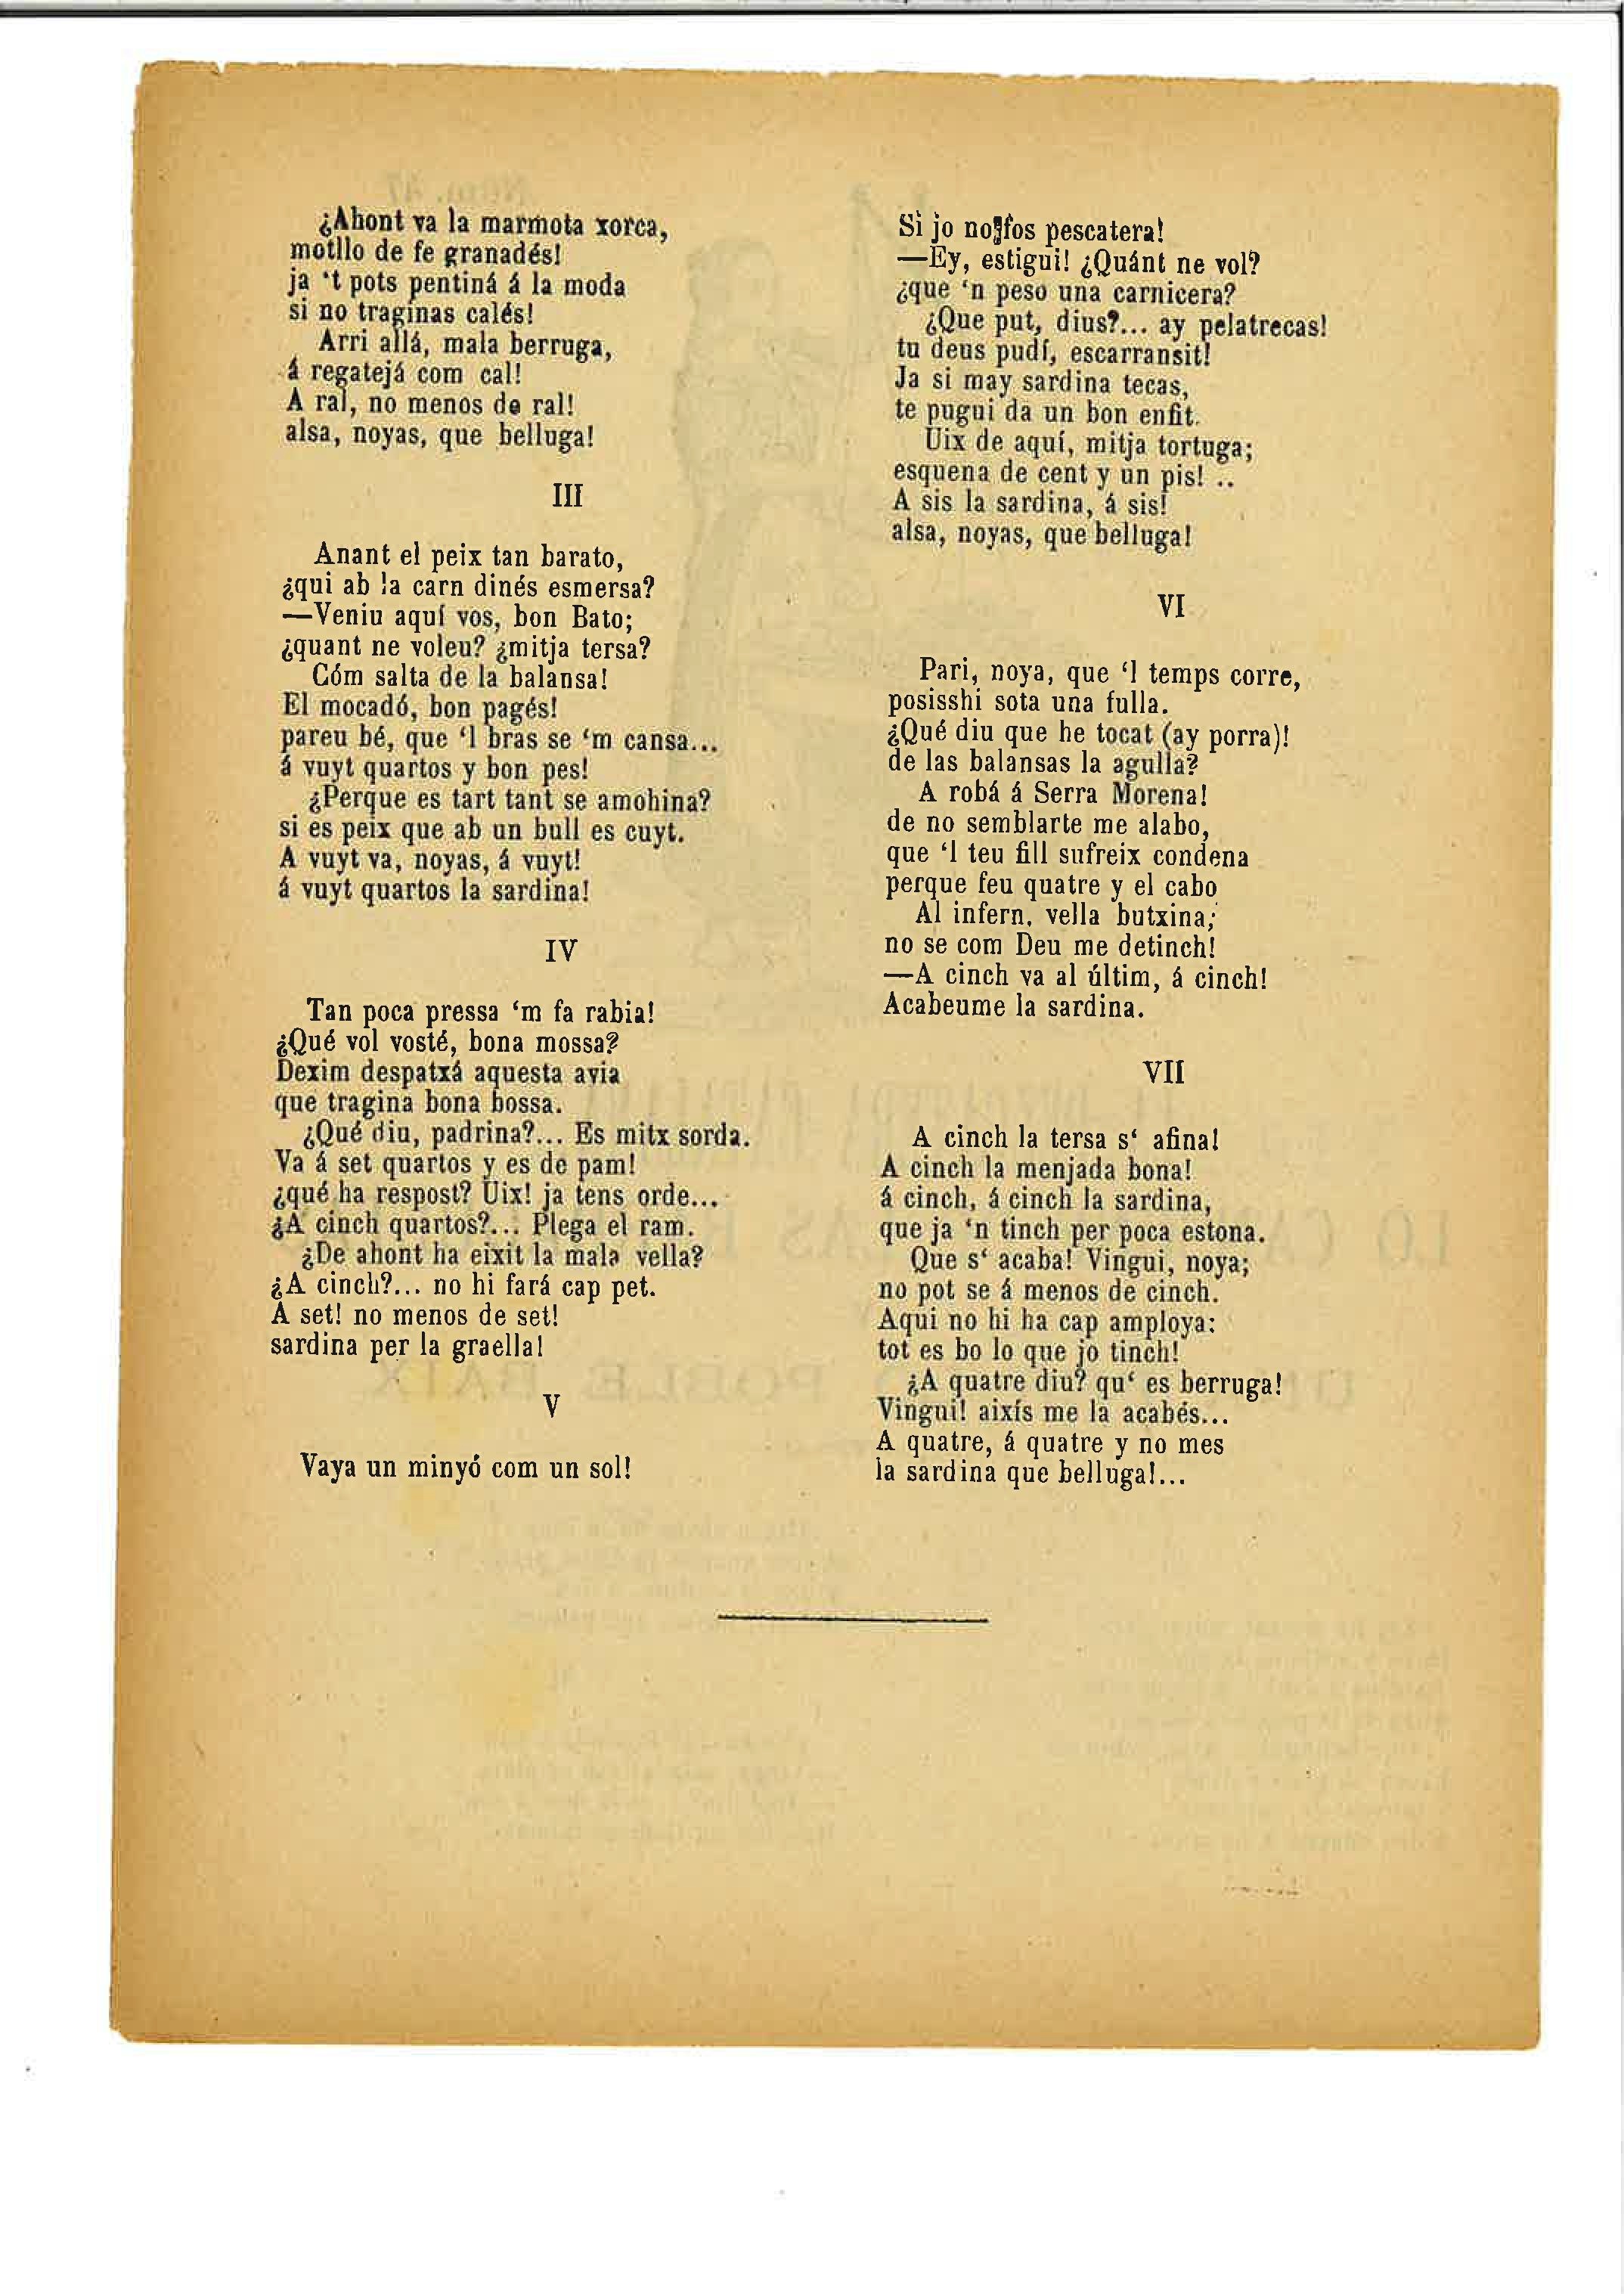 ¿Ahont va la marmota xorca,
motllo de fe granadés!
ja ‘t pots pentiná á la moda
si no traginas calés!
Arri allá, mala berruga,
á regatejá com cal!
A ral, no menos de ral!
alsa, noyas, que belluga!
III
Anant el peix tan barato,
¿qui ab la carn dinés esmersa?
—Veniu aquí vos, bon Bato;
¿quant ne voleu? ¿mitja tersa?
Cóm salta de la balansa!
El mocadó, bon pagés!
pareu bé, que ‘l bras se ‘m cansa...
á vuyt quartos y bon pes!
¿Perque es tart tant se amohina?
si es peix que ab un bull es cuyt.
A vuyt va, noyas, á vuyt!
á vuyt quartos la sardina!
IV
Tan poca pressa ‘m fa rabia!
¿Qué vol vosté, bona mossa?
Dexim despatxá aquesta avia
que tragina bona bossa.
¿Qué diu, padrina?... Es mitx sorda.
Va á set quartos y es de pam!
¿qué ha respost? Uix! ja tens orde...
¿A cinch quartos?... Plega el ram.
¿De ahont ha eixit la mala vella?
¿A cinch?... no hi fará cap pet.
A set! no menos de set!
sardina per la graella!
V
Vaya un minyó com un sol!
Si jo no fos pescatera!
—Ey, estigui! ¿Quánt ne vol?
¿que ‘n peso una carnicera?
¿Que put, dius?... ay pelatrecas!
tu deus pudí, escarransit!
Ja si may sardina tecas,
te pugui da un bon enfit.
Uix de aquí, mitja tortuga;
esquena de cent y un pis! ..
A sis la sardina, á sis!
alsa, noyas, que belluga!
VI
Pari, noya, que ‘l temps corre,
posisshi sota una fulla.
¿Qué diu que he tocat (ay porra)!
de las balansas la agulla?
A robá á Serra Morena!
de no semblarte me alabo,
que ‘l teu fill sufreix condena
perque feu quatre y el cabo
Al infern, vella butxina;
no se com Deu me detinch!
—A cinch va al últim, á cinch!
Acabeume la sardina.
VII
A cinch la tersa s‘ afina!
A cinch la menjada bona!
á cinch, á cinch la sardina,
que ja ‘n tinch per poca estona.
Que s‘ acaba! Vingui, noya;
no pot se á menos de cinch.
Aqui no hi ha cap amploya:
tot es bo lo que jo tinch!
¿A quatre diu? qu‘ es berruga!
Vingui! aixís me la acabés...
A quatre, á quatre y no mes
la sardina que belluga!...